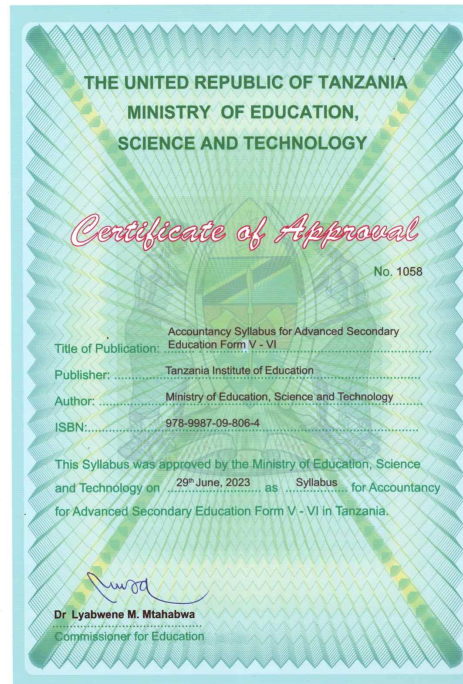 THE UNITED REPUBLIC OF TANZANIA
MINISTRY OF EDUCATION,
SCIENCE AND TECHNOLOGY
Certificate of Approval
No. 1058
Title of Publication: Accountancy Syllabus for Advanced Secondary
Education Form V - VI
Publisher: Tanzania Institute of Education
Author: Ministry of Education, Science and Technology
ISBN: 978-9987-09-806-4
This Syllabus was approved by the Ministry of Education, Science
and Technology on 29th June, 2023 as Syllabus for Accountancy
for Advanced Secondary Education Form V - VI in Tanzania.
Dr Lyabwene M. Mtahabwa
Commissioner for Education